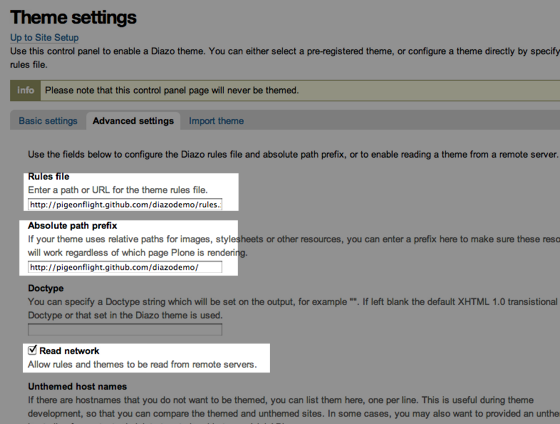 Theme settings
Up to Site Setup
Use this control panel to enable a Diazo theme. You can either select a pre-registered theme, or configure a theme directly by specify
rules file.
info Please note that this control panel page will never be themed.
Basic settings Advanced settings Import theme
Use the fields below to configure the Diazo rules file and absolute path prefix, or to enable reading a theme from a remote server.
Rules file
Enter a path or URL for the theme rules file.
http://pigeonflight.github.com/diazodemo/rules.
Absolute path prefix
If your theme uses relative paths for images, stylesheets or other resources, you can enter a prefix here to make sure these reso
will work regardless of which page Plone is rendering.
http://pigeonflight.github.com/diazodemo/
Doctype
You can specify a Doctype string which will be set on the output, for example "". If left blank the default XHTML 1.0 transistional
Doctype or that set in the Diazo theme is used.
Read network
Allow rules and themes to be read from remote servers.
Unthemed host names
If there are hostnames that you do not want to be themed, you can list them here, one per line. This is useful during theme
development, so that you can compare the themed and unthemed sites. In some cases, you may also want to provided an unthe